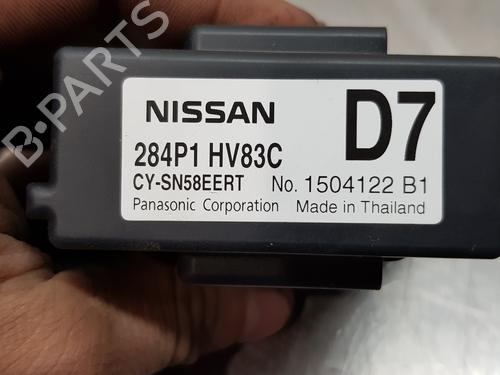 B-PARTS
NISSAN D7
284P1 HV83C
CY-SN58EERT No. 1504122 B1
Panasonic Corporation Made in Thailand